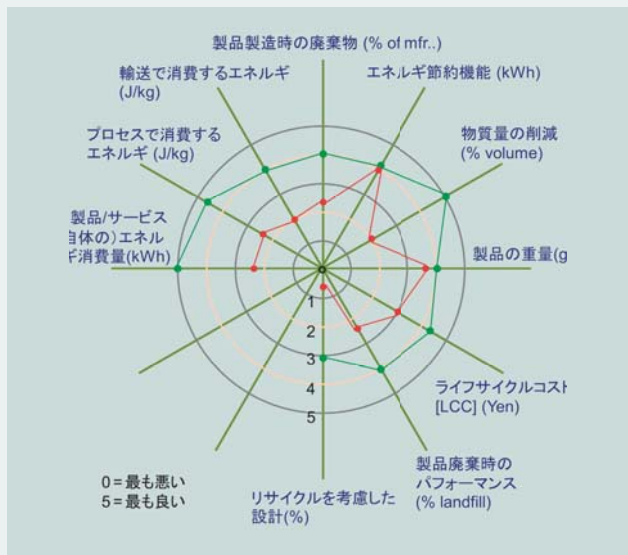 製品製造時の廃棄物 (% of mfr..)
輸送で消費するエネルギ
(J/kg)
エネルギ節約機能 (kWh)
プロセスで消費する
エネルギ (J/kg)
物質量の削減
(% volume)
製品/サービス
自体の）エネル
ギ消費量(kWh)
製品の重量(g
1
2
3
4
5
ライフサイクルコスト
[LCC] (Yen)
製品廃棄時の
パフォーマンス
(% landfill)
リサイクルを考慮した
設計(%)
0＝最も悪い
5＝最も良い